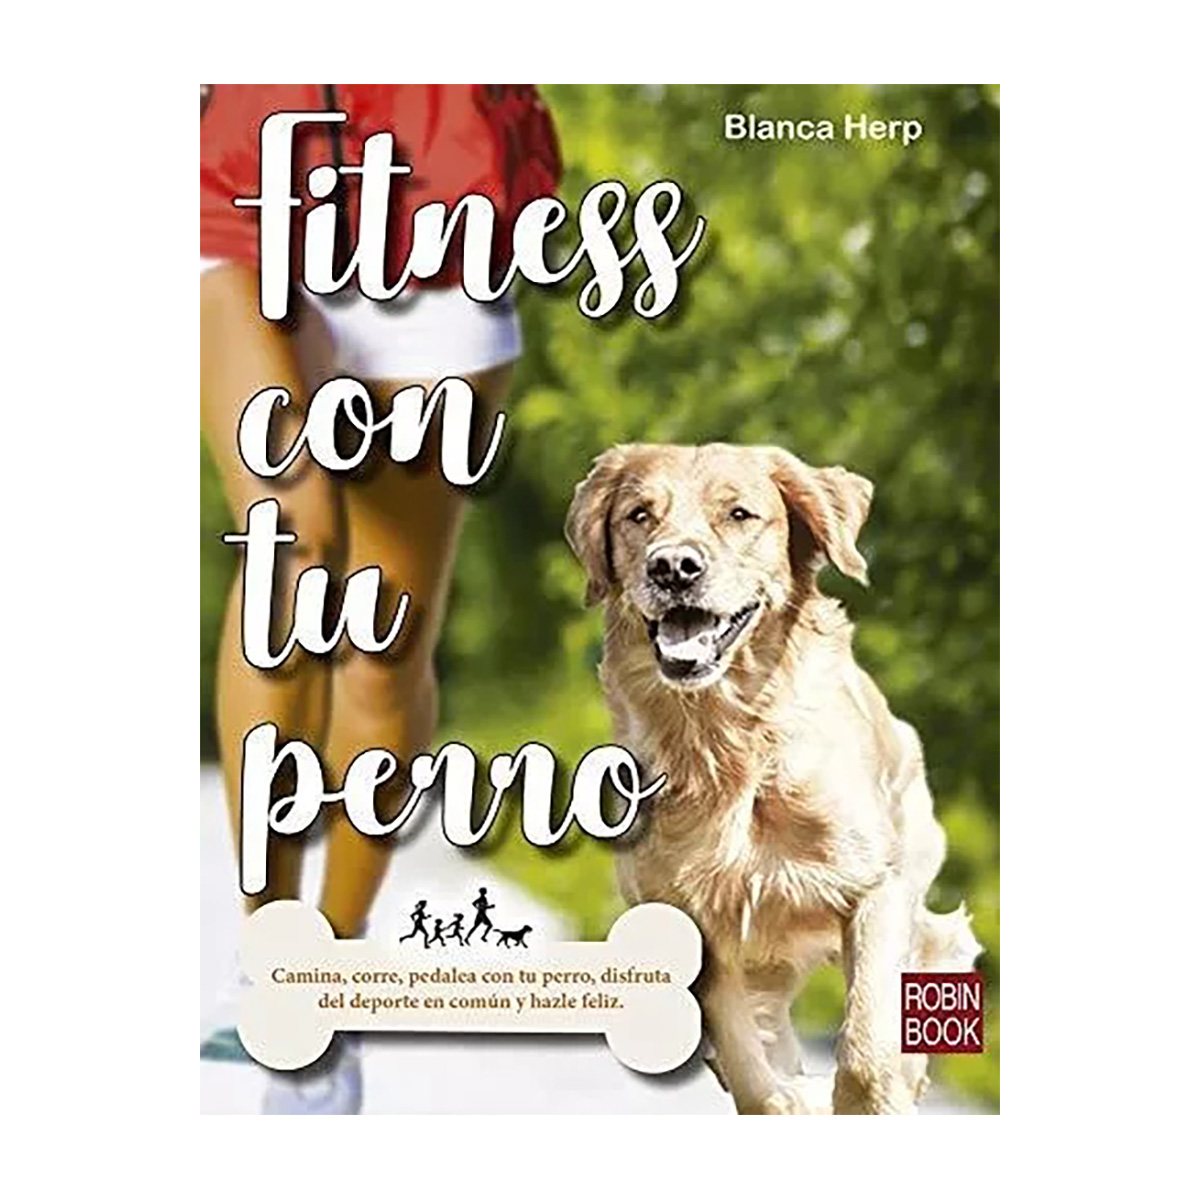 Blanca Herp
fitness
con
tu
perro
Camina, corre, pedalea con tu perro, disfruta
del deporte en común y hazle feliz.
ROBIN
BOOK